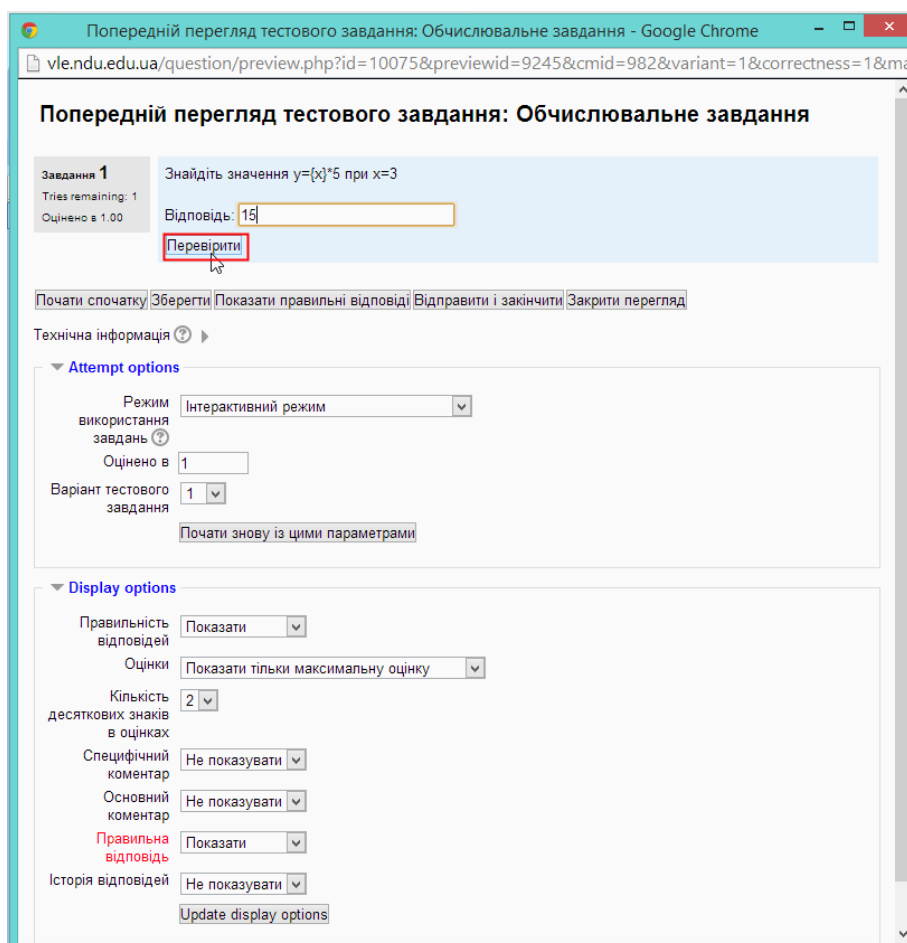 Попередній перегляд тестового завдання: Обчислювальне завдання - Google Chrome
vle.ndu.edu.ua/question/preview.php?id=10075&previewid=9245&cmid=982&variant=1&correctness=1&ma
Попередній перегляд тестового завдання: Обчислювальне завдання
Завдання 1
Tries remaining: 1
Оцінено в 1.00
Знайдіть значення y={x}*5 при x=3
Відповідь: 15
Перевірити
Почати спочатку Зберегти Показати правильні відповіді Відправити і закінчити Закрити перегляд
Технічна інформація ?
Attempt options
Режим
використання
завдань ?
Інтерактивний режим
Оцінено в 1
Варіант тестового
завдання
1
Почати знову із цими параметрами
Display options
Правильність
відповідей
Показати
Оцінки Показати тільки максимальну оцінку
Кількість
десяткових знаків
в оцінках
2
Специфічний
коментар
Не показувати
Основний
коментар
Не показувати
Правильна
відповідь
Показати
Історія відповідей Не показувати
Update display options